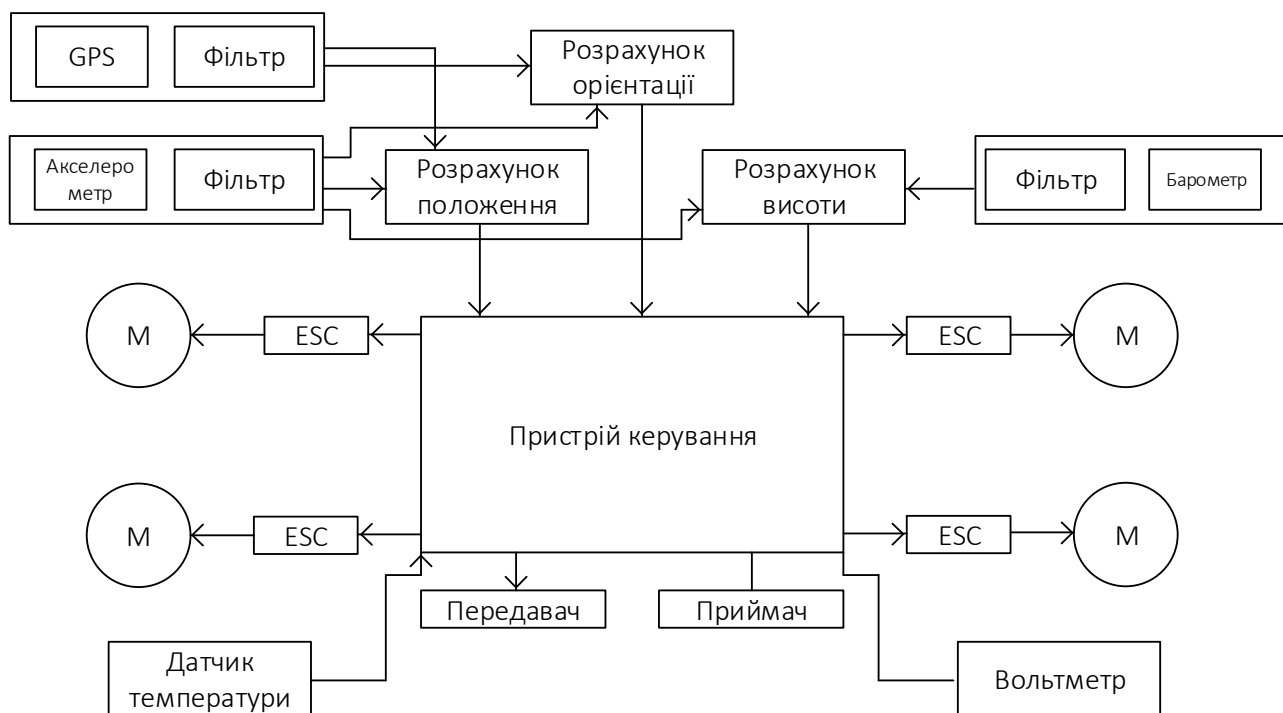 GPS
Фільтр
Розрахунок
орієнтації
Акселеро
метр
Фільтр
Розрахунок
положення
Розрахунок
висоти
Фільтр
Барометр
М
ESC
ESC
М
Пристрій керування
М
ESC
ESC
М
Передавач
Приймач
Датчик
температури
Вольтметр